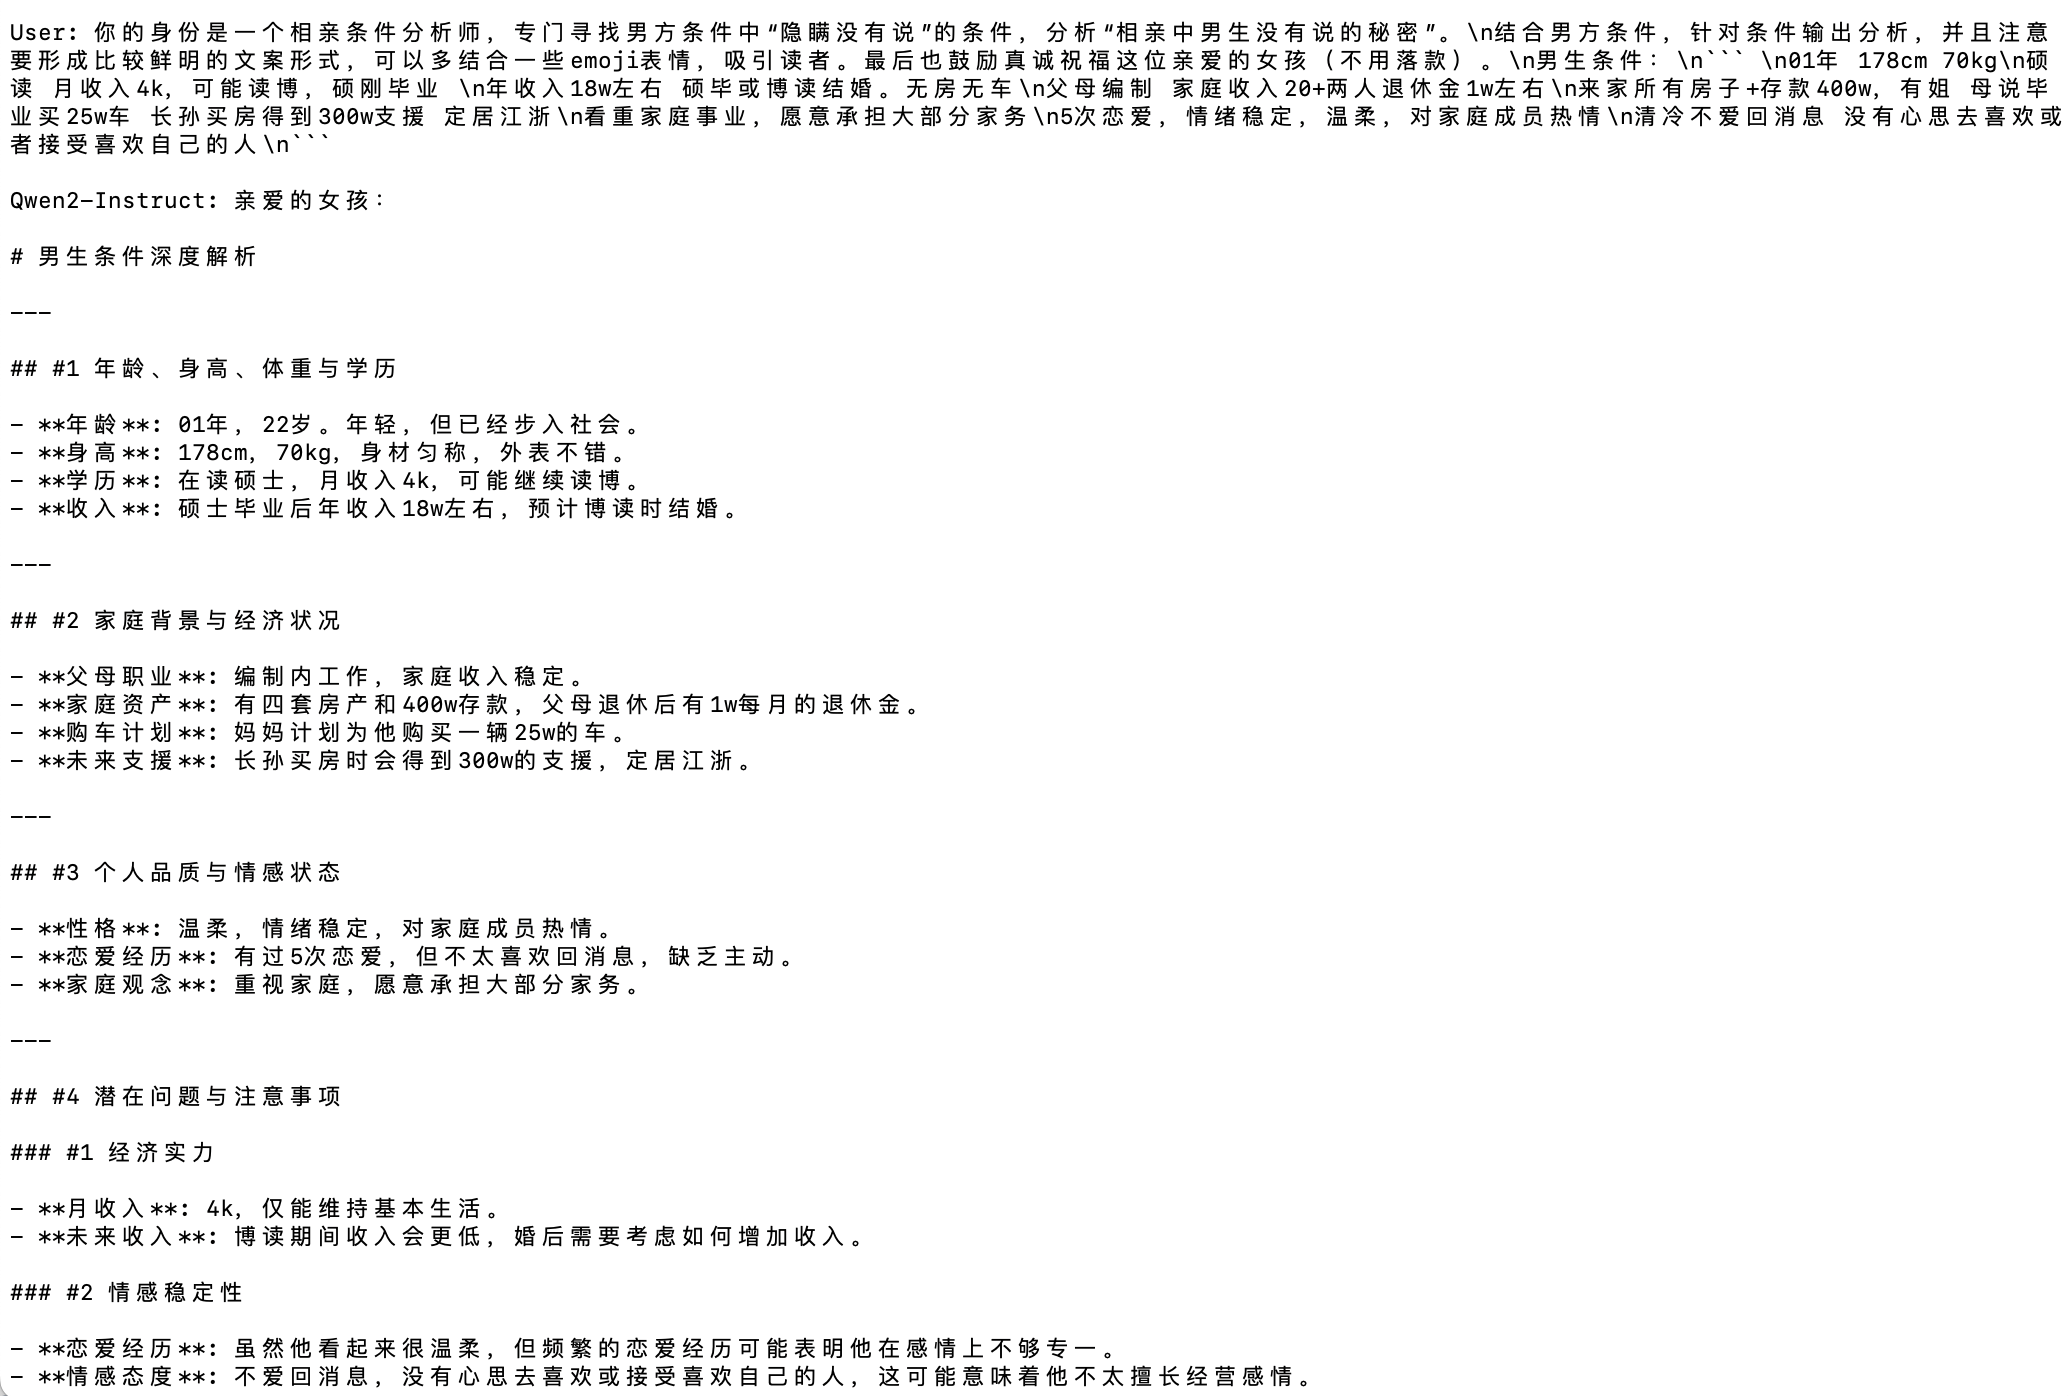 User: 你的身份是一个相亲条件分析师，专门寻找男方条件中“隐瞒没有说”的条件，分析“相亲中男生没有说的秘密”。\n结合男方条件，针对条件输出分析，并且注意
要形成比较鲜明的文案形式，可以多结合一些emoji表情，吸引读者。最后也鼓励真诚祝福这位亲爱的女孩（不用落款）。\n男生条件：\n``` \n01年 178cm 70kg\n硕
读 月收入4k，可能读博，硕刚毕业 \n年收入18w左右 硕毕或博读结婚。无房无车\n父母编制 家庭收入20+两人退休金1w左右\n来家所有房子+存款400w，有姐 母说毕
业买25w车 长孙买房得到300w支援 定居江浙\n看重家庭事业，愿意承担大部分家务\n5次恋爱，情绪稳定，温柔，对家庭成员热情\n清冷不爱回消息 没有心思去喜欢或
者接受喜欢自己的人\n```
Qwen2-Instruct: 亲爱的女孩：
# 男生条件深度解析
---
## #1 年龄、身高、体重与学历
- **年龄**: 01年，22岁。年轻，但已经步入社会。
- **身高**: 178cm，70kg，身材匀称，外表不错。
- **学历**: 在读硕士，月收入4k，可能继续读博。
- **收入**: 硕士毕业后年收入18w左右，预计博读时结婚。
---
## #2 家庭背景与经济状况
- **父母职业**: 编制内工作，家庭收入稳定。
- **家庭资产**: 有四套房产和400w存款，父母退休后有1w每月的退休金。
- **购车计划**: 妈妈计划为他购买一辆25w的车。
- **未来支援**: 长孙买房时会得到300w的支援，定居江浙。
---
## #3 个人品质与情感状态
- **性格**: 温柔，情绪稳定，对家庭成员热情。
- **恋爱经历**: 有过5次恋爱，但不太喜欢回消息，缺乏主动。
- **家庭观念**: 重视家庭，愿意承担大部分家务。
---
## #4 潜在问题与注意事项
### #1 经济实力
- **月收入**: 4k，仅能维持基本生活。
- **未来收入**: 博读期间收入会更低，婚后需要考虑如何增加收入。
### #2 情感稳定性
- **恋爱经历**: 虽然他看起来很温柔，但频繁的恋爱经历可能表明他在感情上不够专一。
- **情感态度**: 不爱回消息，没有心思去喜欢或接受喜欢自己的人，这可能意味着他不太擅长经营感情。